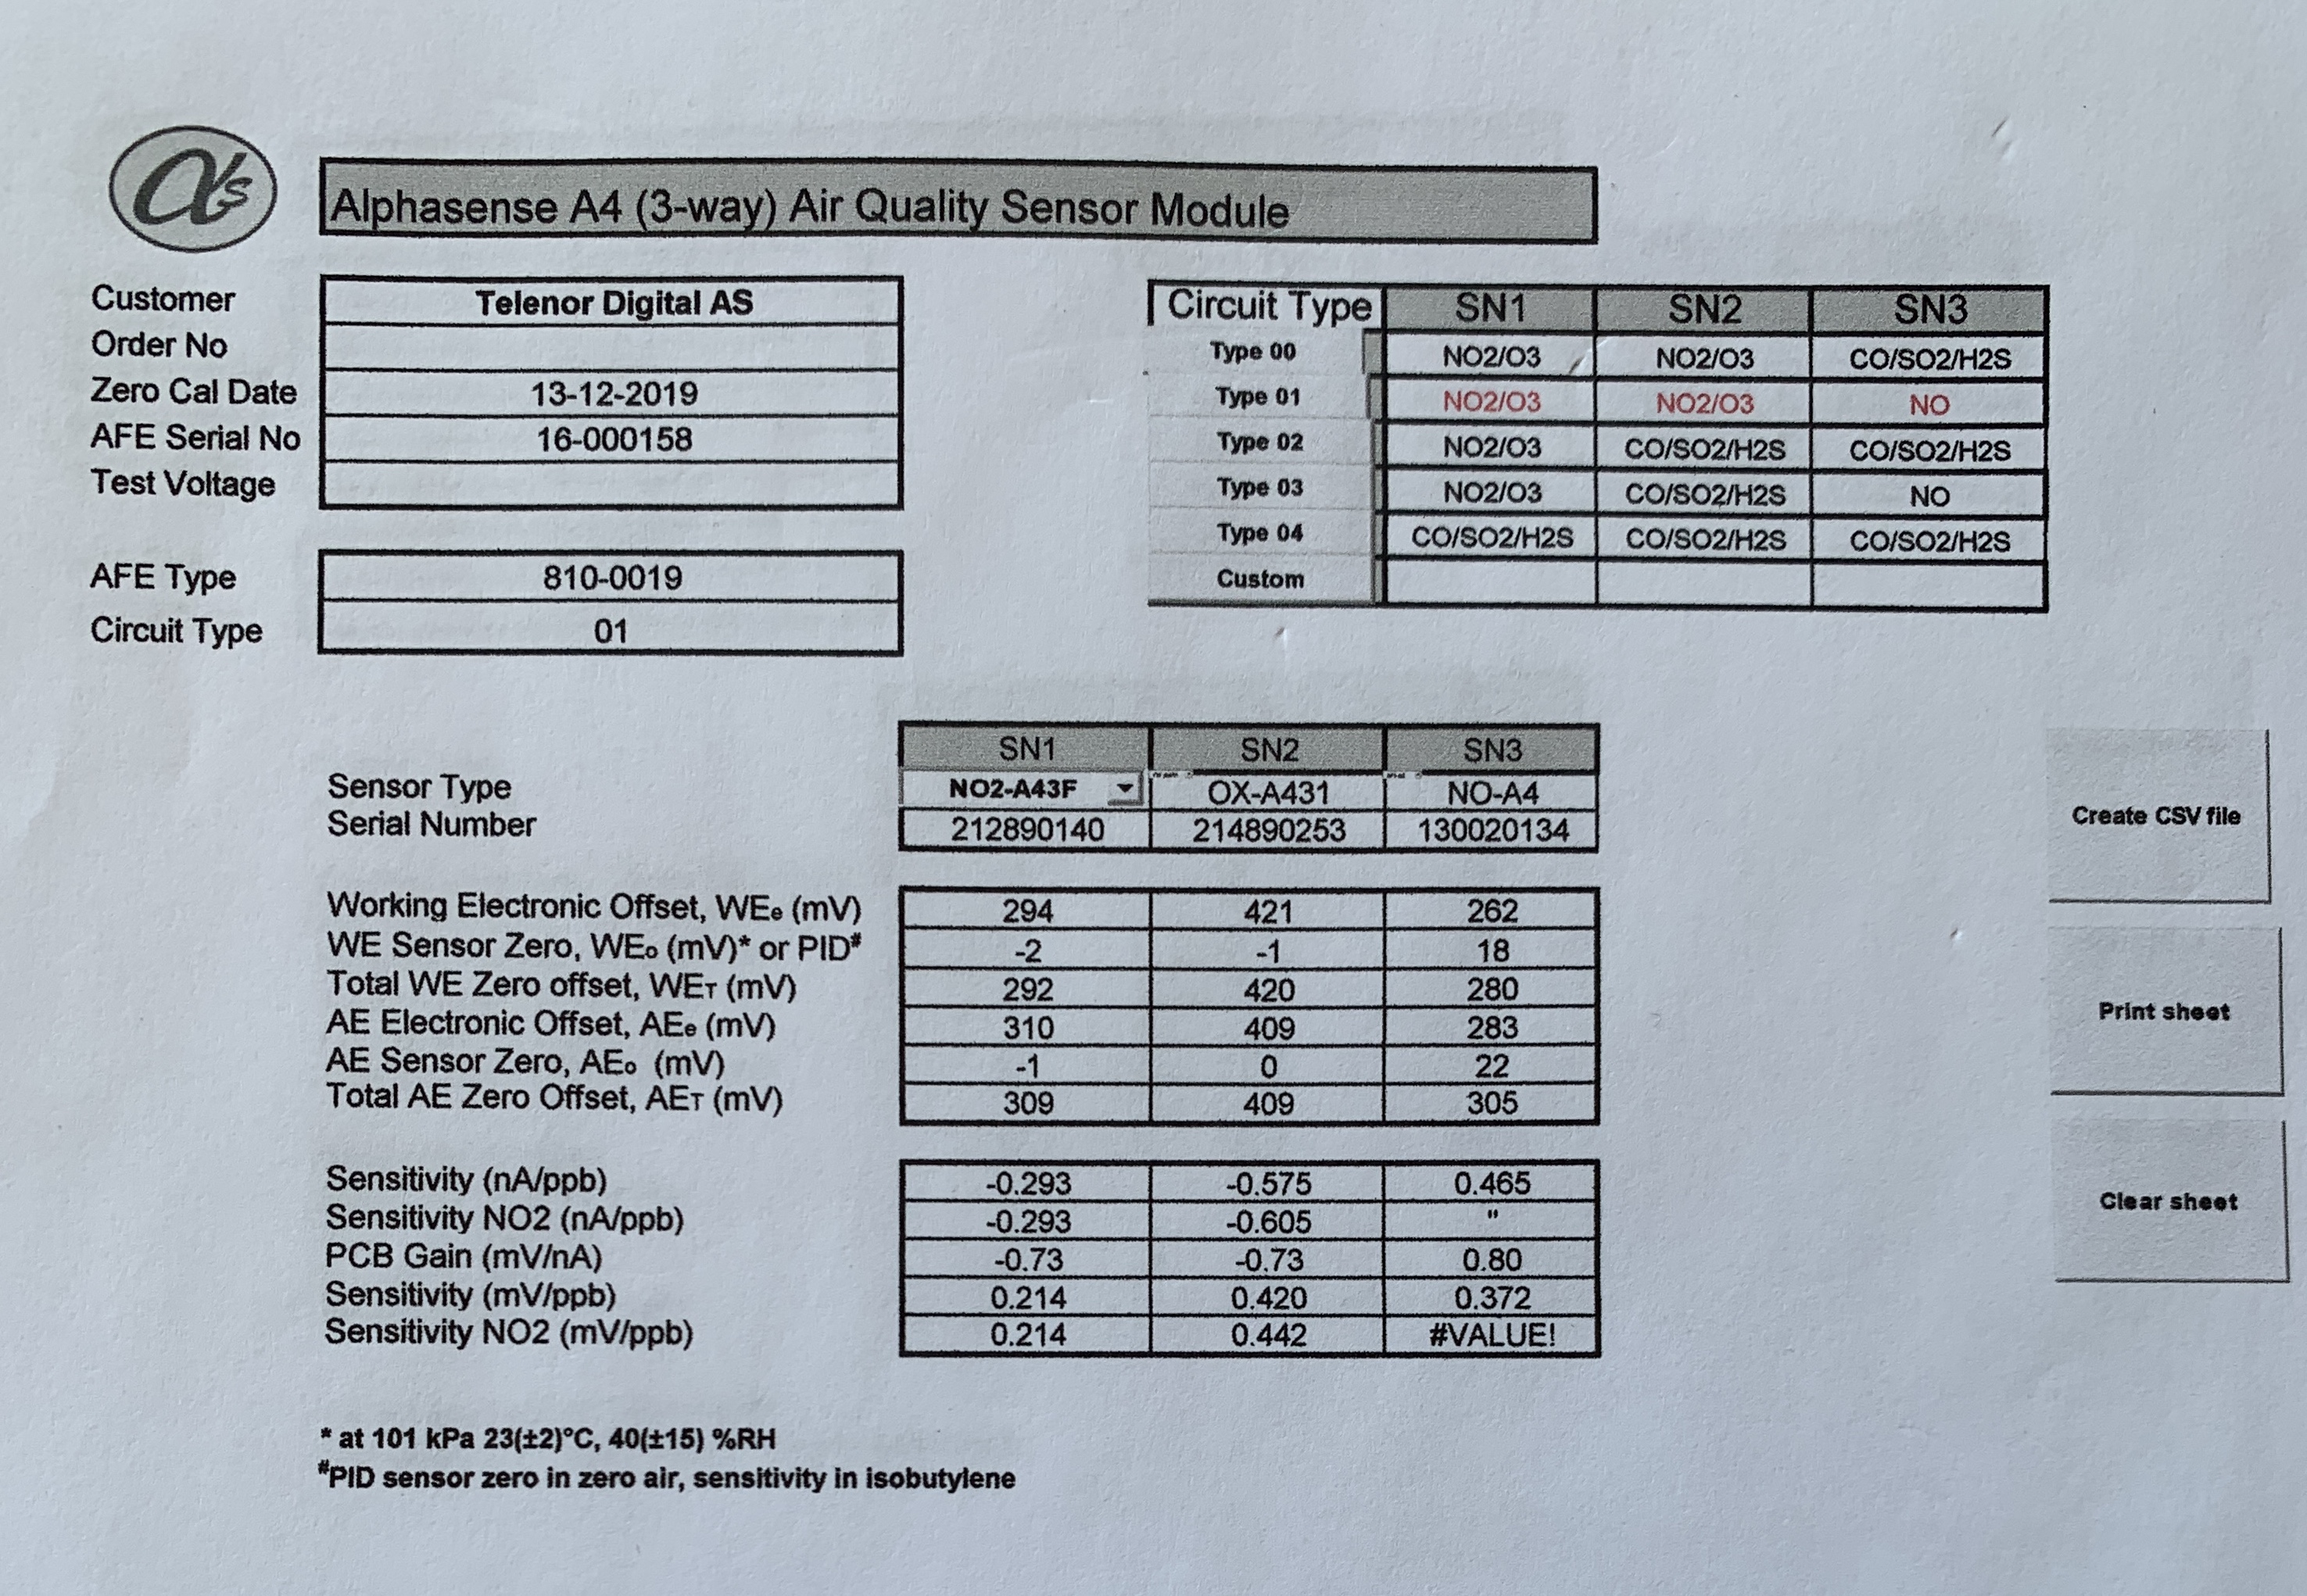 α's
Alphasense A4 (3-way) Air Quality Sensor Module
Customer Telenor Digital AS
Order No
Zero Cal Date 13-12-2019
AFE Serial No 16-000158
Test Voltage
AFE Type 810-0019
Circuit Type 01
Circuit Type SN1 SN2 SN3
Type 00 NO2/O3 NO2/O3 CO/SO2/H2S
Type 01 NO2/O3 NO2/O3 NO
Type 02 NO2/O3 CO/SO2/H2S CO/SO2/H2S
Type 03 NO2/O3 CO/SO2/H2S NO
Type 04 CO/SO2/H2S CO/SO2/H2S CO/SO2/H2S
Custom
SN1 SN2 SN3
Sensor Type NO2-A43F OX-A431 NO-A4
Serial Number 212890140 214890253 130020134
Working Electronic Offset, WEe (mV) 294 421 262
WE Sensor Zero, WEo (mV)* or PID# -2 -1 18
Total WE Zero offset, WET (mV) 292 420 280
AE Electronic Offset, AEe (mV) 310 409 283
AE Sensor Zero, AEo (mV) -1 0 22
Total AE Zero Offset, AET (mV) 309 409 305
Sensitivity (nA/ppb) -0.293 -0.575 0.465
Sensitivity NO2 (nA/ppb) -0.293 -0.605 "
PCB Gain (mV/nA) -0.73 -0.73 0.80
Sensitivity (mV/ppb) 0.214 0.420 0.372
Sensitivity NO2 (mV/ppb) 0.214 0.442 #VALUE!
Create CSV file
Print sheet
Clear sheet
* at 101 kPa 23(±2)°C, 40(±15) %RH
#PID sensor zero in zero air, sensitivity in isobutylene